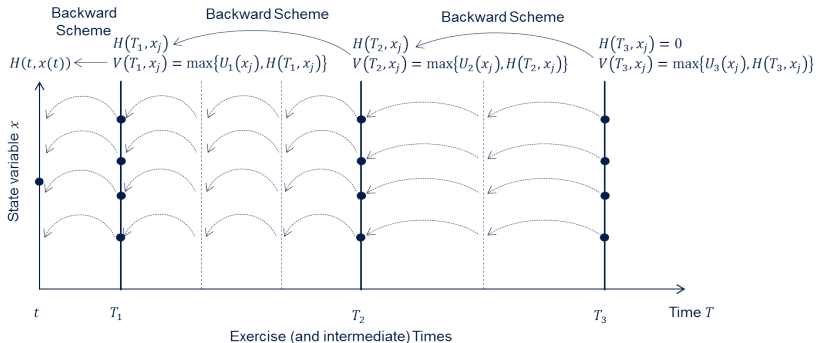 Backward Scheme
Backward Scheme
Backward Scheme
H(T₁, xⱼ)
H(T₂, xⱼ)
H(T₃, xⱼ) = 0
H(t, x(t))
V(T₁, xⱼ) = max{U₁(xⱼ), H(T₁, xⱼ)}
V(T₂, xⱼ) = max{U₂(xⱼ), H(T₂, xⱼ)}
V(T₃, xⱼ) = max{U₃(xⱼ), H(T₃, xⱼ)}
State variable x
t
T₁
T₂
T₃
Time T
Exercise (and intermediate) Times